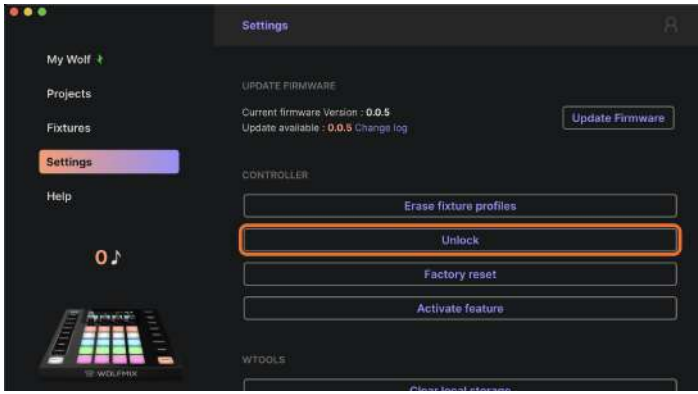 Settings
My Wolf
Projects
Fixtures
Settings
Help
0
WOLFMIX
UPDATE FIRMWARE
Current firmware Version : 0.0.5
Update available : 0.0.5 Change log
Update Firmware
CONTROLLER
Erase fixture profiles
Unlock
Factory reset
Activate feature
WTOOLS
Clear local storage